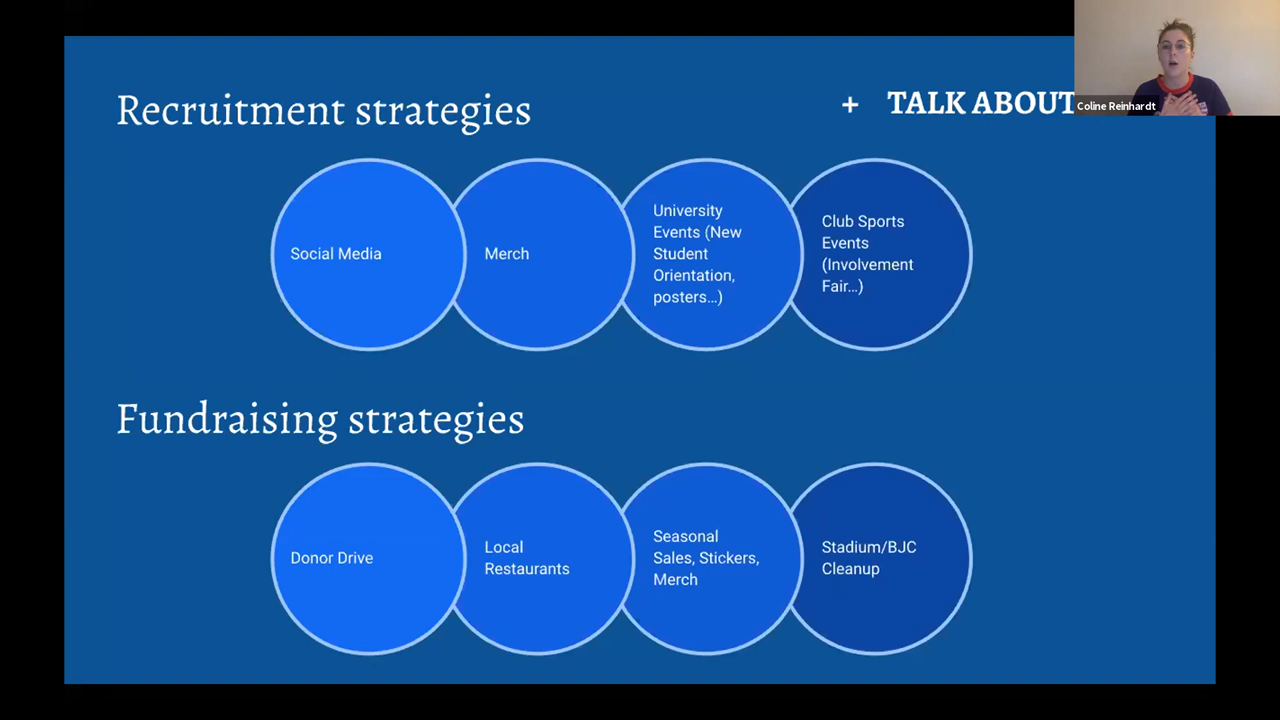 Recruitment strategies
+ TALK ABOUT
Coline Reinhardt
Social Media
Merch
University
Events (New
Student
Orientation,
posters...)
Club Sports
Events
(Involvement
Fair...)
Fundraising strategies
Donor Drive
Local
Restaurants
Seasonal
Sales, Stickers,
Merch
Stadium/BJC
Cleanup